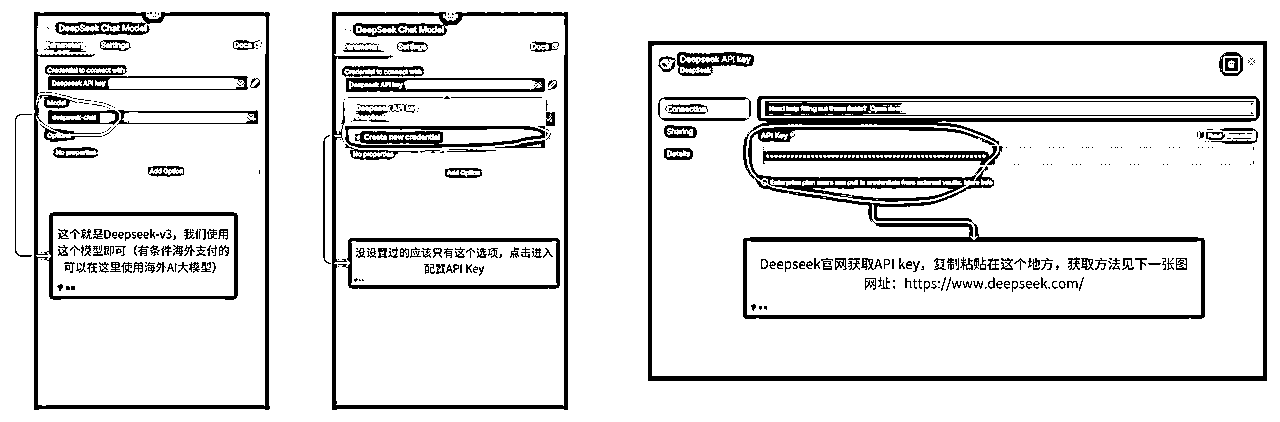 DeepSeek Chat Model
Parameters
Settings
Docs
Credential to connect with
Deepseek API key
Model
deepseek-chat
Options
No properties
Add Option
这个就是Deepseek-v3，我们使用
这个模型即可（有条件海外支付的
可以在这里使用海外AI大模型）
DeepSeek Chat Model
Parameters
Settings
Docs
Credential to connect with
Deepseek API key
Deepseek API key
Create new credential
No properties
Add Option
没设置过的应该只有这个选项，点击进入
配置API Key
Deepseek API key
Deepseek
Connection
Sharing
Details
Need help filling out these fields? Open docs
API Key
Deepseek官网获取API key，复制粘贴在这个地方，获取方法见下一张图
网址：https://www.deepseek.com/